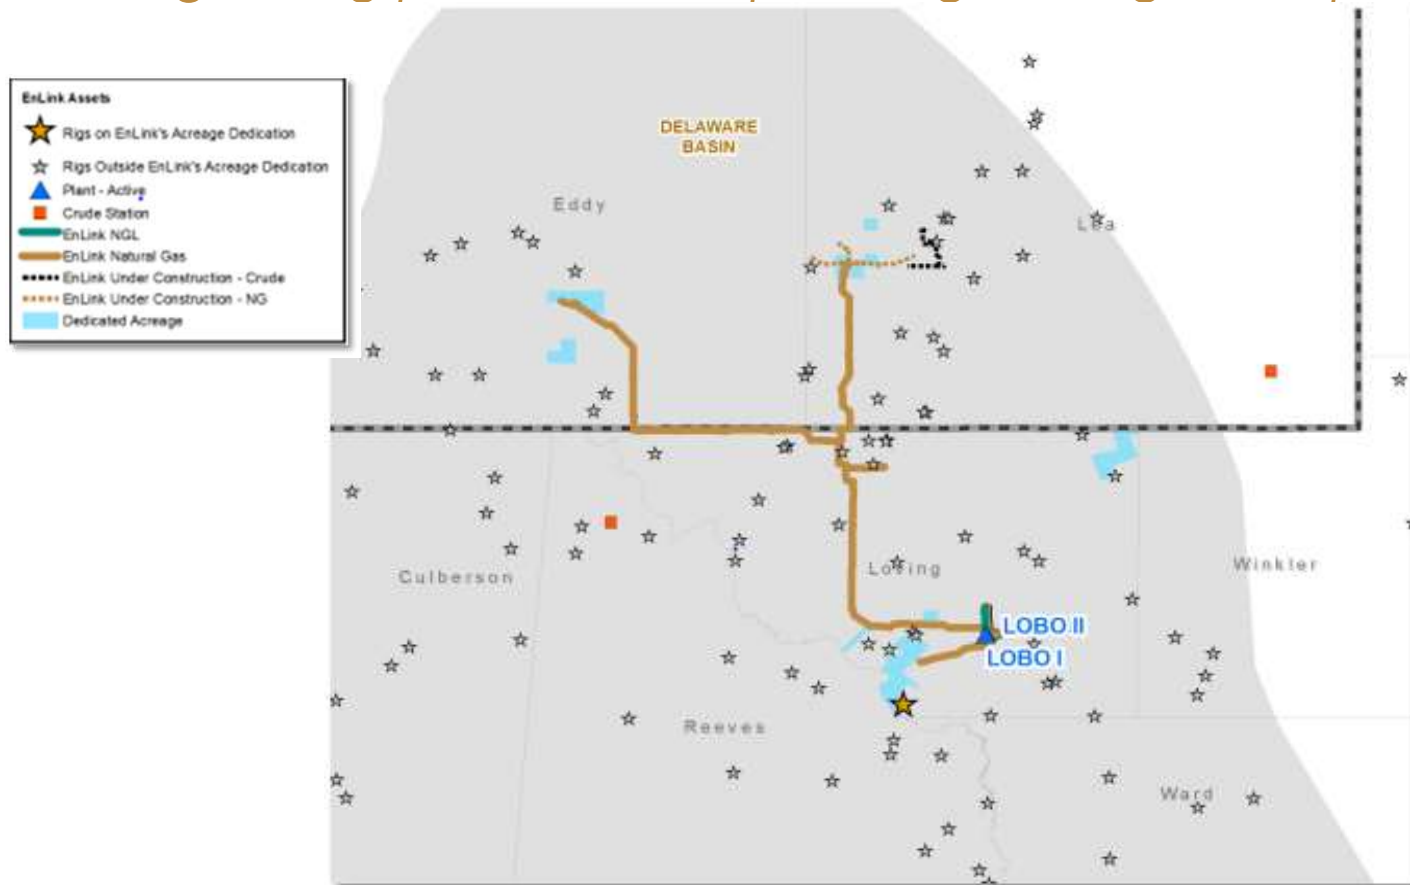 EnLink Assets
Rigs on EnLink's Acreage Dedication
Rigs Outside EnLink's Acreage Dedication
Plant - Active
Crude Station
EnLink NGL
EnLink Natural Gas
EnLink Under Construction - Crude
EnLink Under Construction - NG
Dedicated Acreage
DELAWARE
BASIN
Eddy
Lea
Culberson
Loving
Winkler
LOBO II
LOBO I
Reeves
Ward